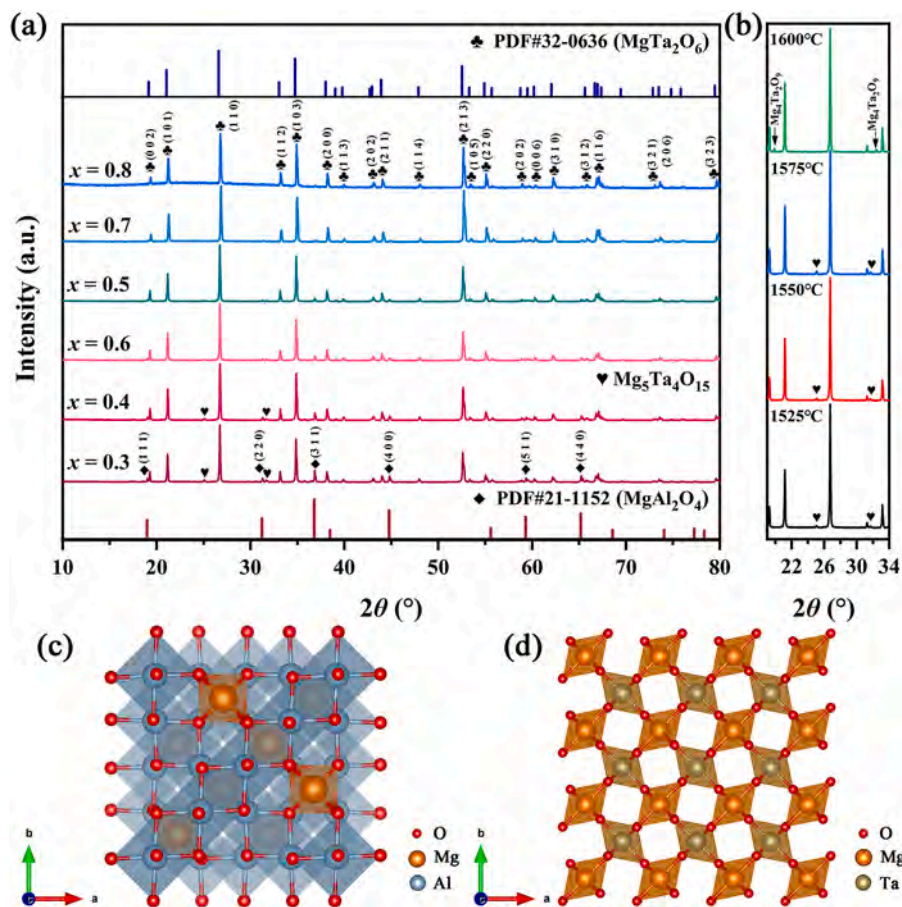 (a)
♣ PDF#32-0636 (MgTa₂O₆)
(0 0 2)
(1 0 1)
(1 1 0)
(1 1 2)
(1 0 3)
(2 0 0)
(1 1 3)
(2 0 2)
(2 1 1)
(1 1 4)
(2 1 3)
(1 0 5)
(2 2 0)
(2 0 2)
(0 0 6)
(3 1 0)
(3 1 2)
(1 1 6)
(3 2 1)
(2 0 6)
(3 2 3)
x = 0.8
x = 0.7
x = 0.5
x = 0.6
♥ Mg₅Ta₄O₁₅
x = 0.4
x = 0.3
(1 1 1)
(2 2 0)
(3 1 1)
(4 0 0)
(5 1 1)
(4 4 0)
♦ PDF#21-1152 (MgAl₂O₄)
Intensity (a.u.)
10 20 30 40 50 60 70 80
2θ (°)
(b)
1600°C
Mg₄Ta₂O₉
Mg₄Ta₂O₉
1575°C
1550°C
1525°C
22 26 30 34
2θ (°)
(c)
b
a
O
Mg
Al
(d)
b
a
O
Mg
Ta